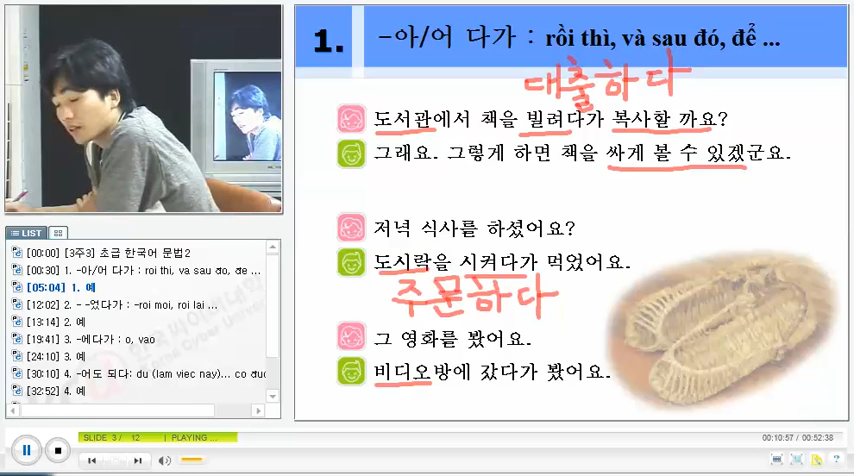 1. -아/어 다가 : rồi thì, và sau đó, để ...
대출하다
도서관에서 책을 빌려다가 복사할 까요?
그래요. 그렇게 하면 책을 싸게 볼 수 있겠군요.
저녁 식사를 하셨어요?
도시락을 시켜다가 먹었어요.
주문하다
그 영화를 봤어요.
비디오방에 갔다가 봤어요.
LIST
[00:00] [3주3] 초급 한국어 문법2
[00:30] 1. -아/어 다가 : roi thi, va sau do, de ...
[05:04] 1. 예
[12:02] 2. - -었다가 : -roi moi, roi lai ...
[13:14] 2. 예
[19:41] 3. -에다가 : o, vao
[24:10] 3. 예
[30:10] 4. -어도 되다: du (lam viec nay)... co duo
[32:52] 4. 예
SLIDE 3 / 12 | PLAYING ...
00:10:57 / 00:52:38